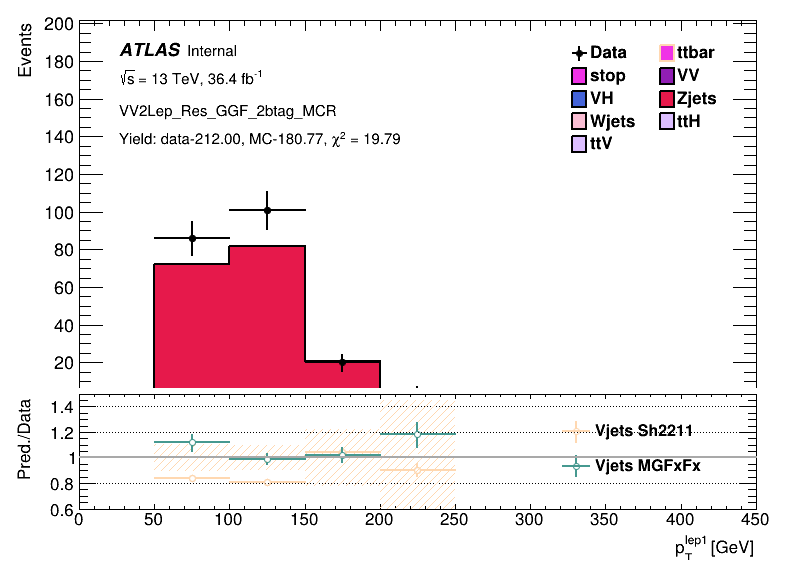 Events
200
180
160
140
120
100
80
60
40
20
ATLAS Internal
√s = 13 TeV, 36.4 fb⁻¹
VV2Lep_Res_GGF_2btag_MCR
Yield: data-212.00, MC-180.77, χ² = 19.79
Data ttbar
stop VV
VH Zjets
Wjets ttH
ttV
Pred./Data
1.4
1.2
1
0.8
0.6
Vjets Sh2211
Vjets MGFxFx
0 50 100 150 200 250 300 350 400 450
p_T^lep1 [GeV]